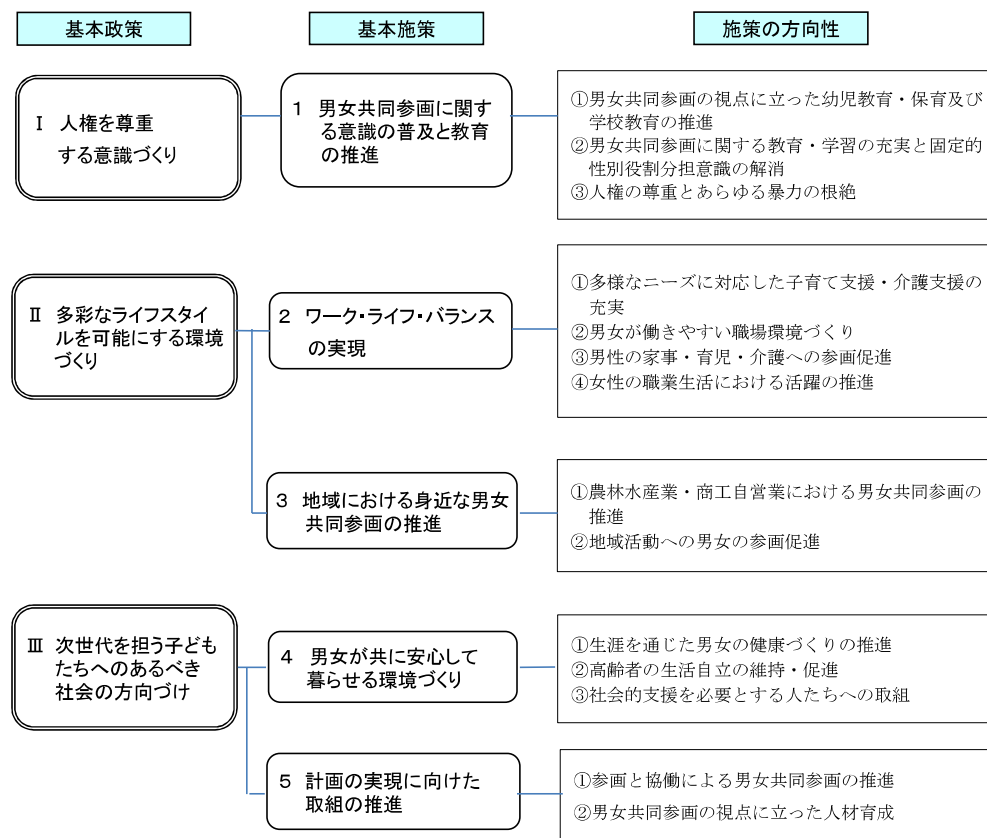 基本政策
基本施策
施策の方向性
Ⅰ 人権を尊重
する意識づくり
1 男女共同参画に関す
る意識の普及と教育
の推進
①男女共同参画の視点に立った幼児教育・保育及び
学校教育の推進
②男女共同参画に関する教育・学習の充実と固定的
性別役割分担意識の解消
③人権の尊重とあらゆる暴力の根絶
Ⅱ 多彩なライフスタイ
ルを可能にする環境
づくり
2 ワーク・ライフ・バランス
の実現
①多様なニーズに対応した子育て支援・介護支援の
充実
②男女が働きやすい職場環境づくり
③男性の家事・育児・介護への参画促進
④女性の職業生活における活躍の推進
3 地域における身近な男女
共同参画の推進
①農林水産業・商工自営業における男女共同参画の
推進
②地域活動への男女の参画促進
Ⅲ 次世代を担う子ども
たちへのあるべき
社会の方向づけ
4 男女が共に安心して
暮らせる環境づくり
①生涯を通じた男女の健康づくりの推進
②高齢者の生活自立の維持・促進
③社会的支援を必要とする人たちへの取組
5 計画の実現に向けた
取組の推進
①参画と協働による男女共同参画の推進
②男女共同参画の視点に立った人材育成